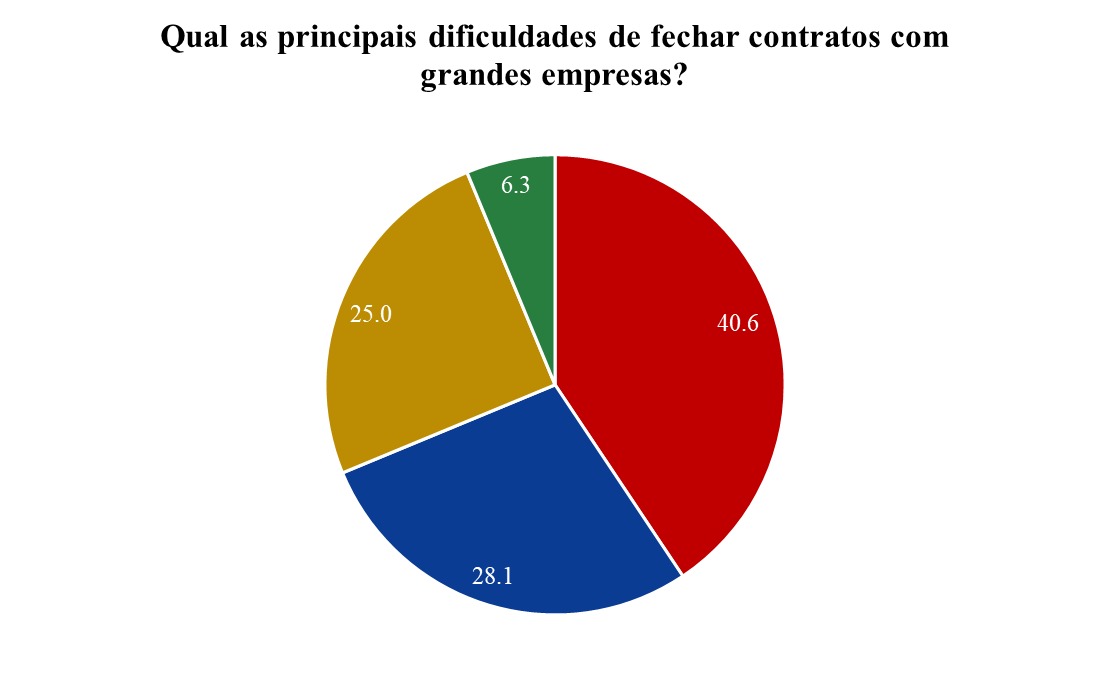 Qual as principais dificuldades de fechar contratos com
grandes empresas?
6.3
40.6
25.0
28.1